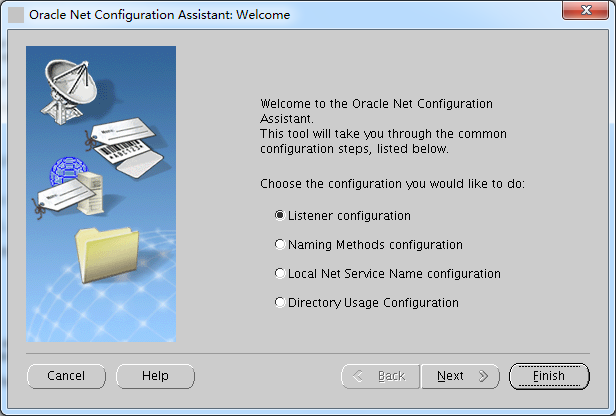 Oracle Net Configuration Assistant: Welcome
Welcome to the Oracle Net Configuration
Assistant.
This tool will take you through the common
configuration steps, listed below.
Choose the configuration you would like to do:
Listener configuration
Naming Methods configuration
Local Net Service Name configuration
Directory Usage Configuration
Cancel
Help
Back
Next
Finish